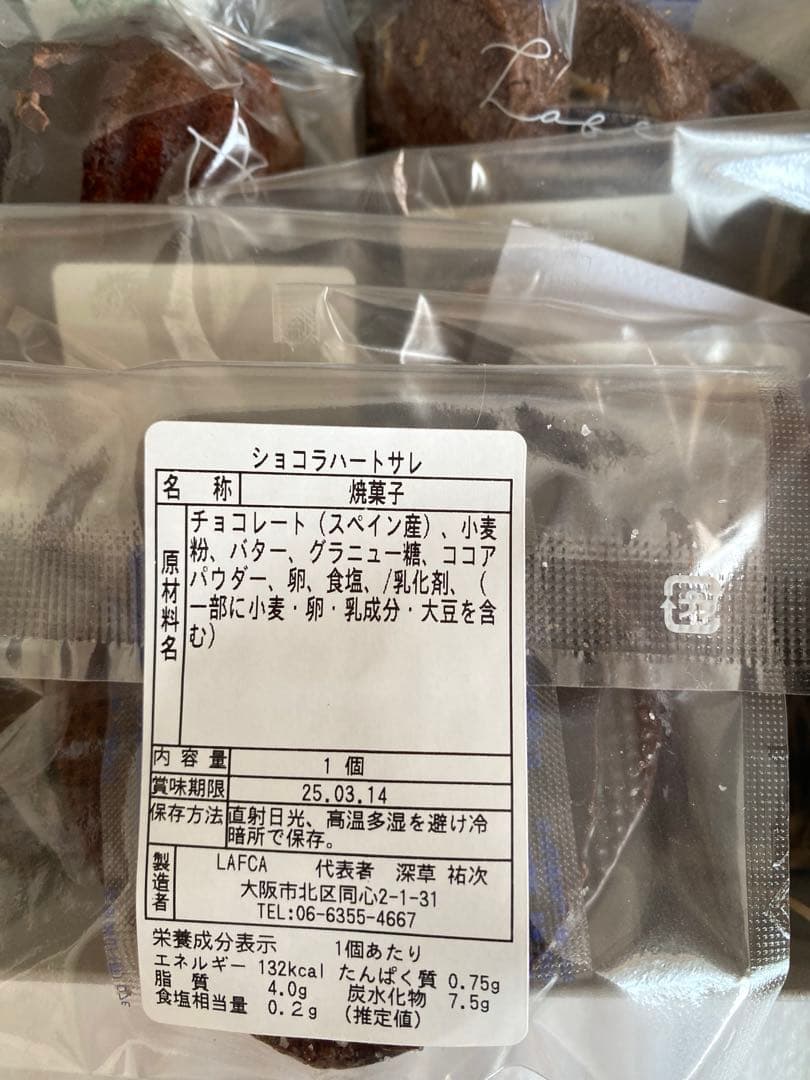 ショコラハートサレ
名 称 焼菓子
原材料名
チョコレート（スペイン産）、小麦
粉、バター、グラニュー糖、ココア
パウダー、卵、食塩、/乳化剤、（
一部に小麦・卵・乳成分・大豆を含
む）
内容量 1個
賞味期限 25.03.14
保存方法 直射日光、高温多湿を避け冷
暗所で保存。
製造者
LAFCA 代表者 深草 祐次
大阪市北区同心2-1-31
TEL:06-6355-4667
栄養成分表示 1個あたり
エネルギー 132kcal たんぱく質 0.75g
脂 質 4.0g 炭水化物 7.5g
食塩相当量 0.2g (推定値)
プラ